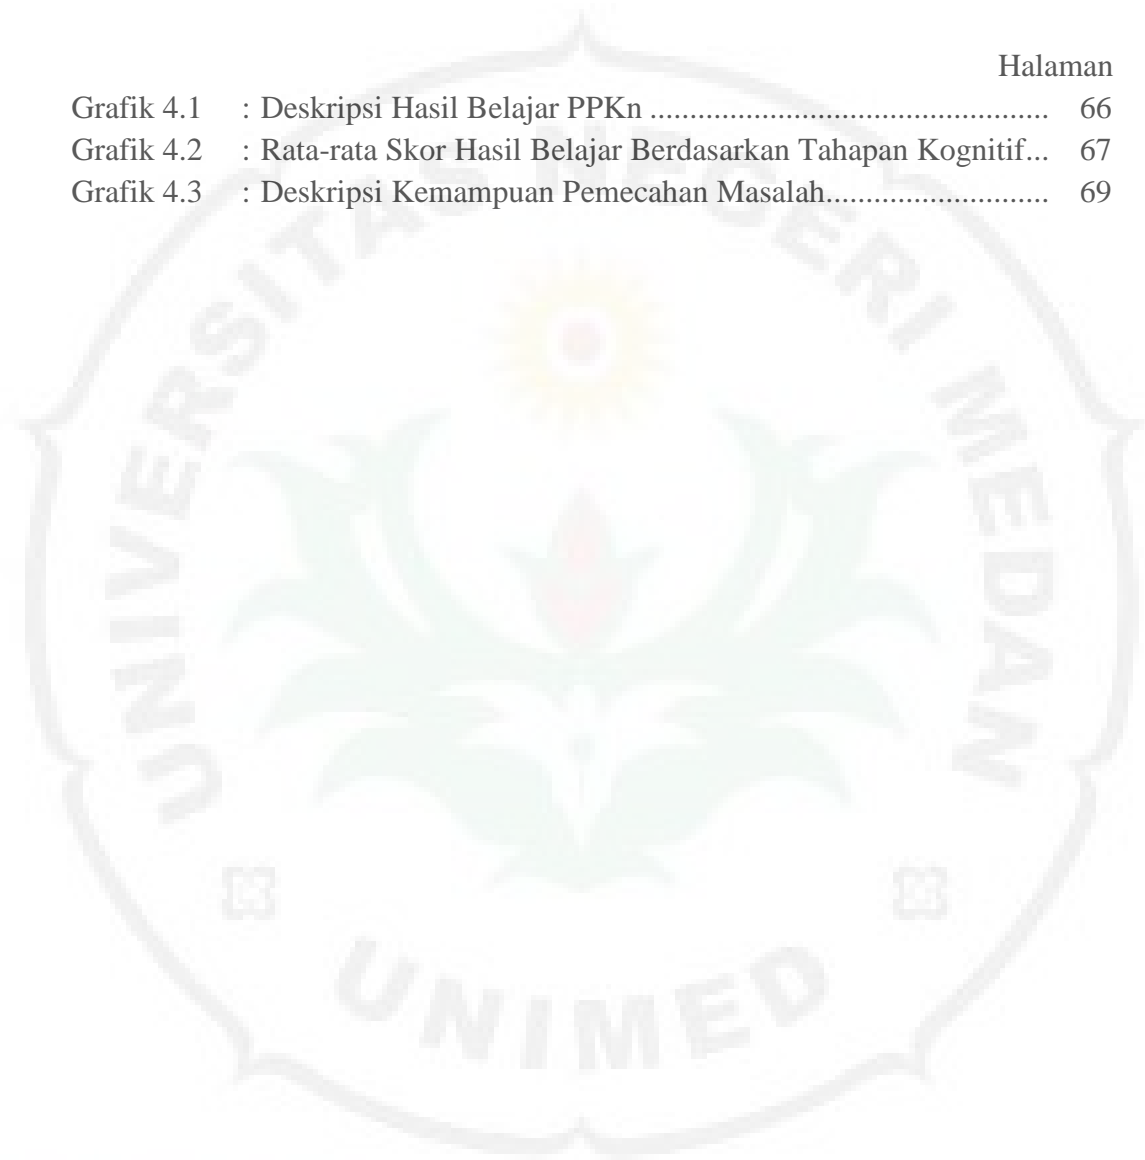 Halaman
Grafik 4.1 : Deskripsi Hasil Belajar PPKn .................................................. 66
Grafik 4.2 : Rata-rata Skor Hasil Belajar Berdasarkan Tahapan Kognitif... 67
Grafik 4.3 : Deskripsi Kemampuan Pemecahan Masalah............................ 69
UNIVERSITAS NEGERI MEDAN
UNIMED